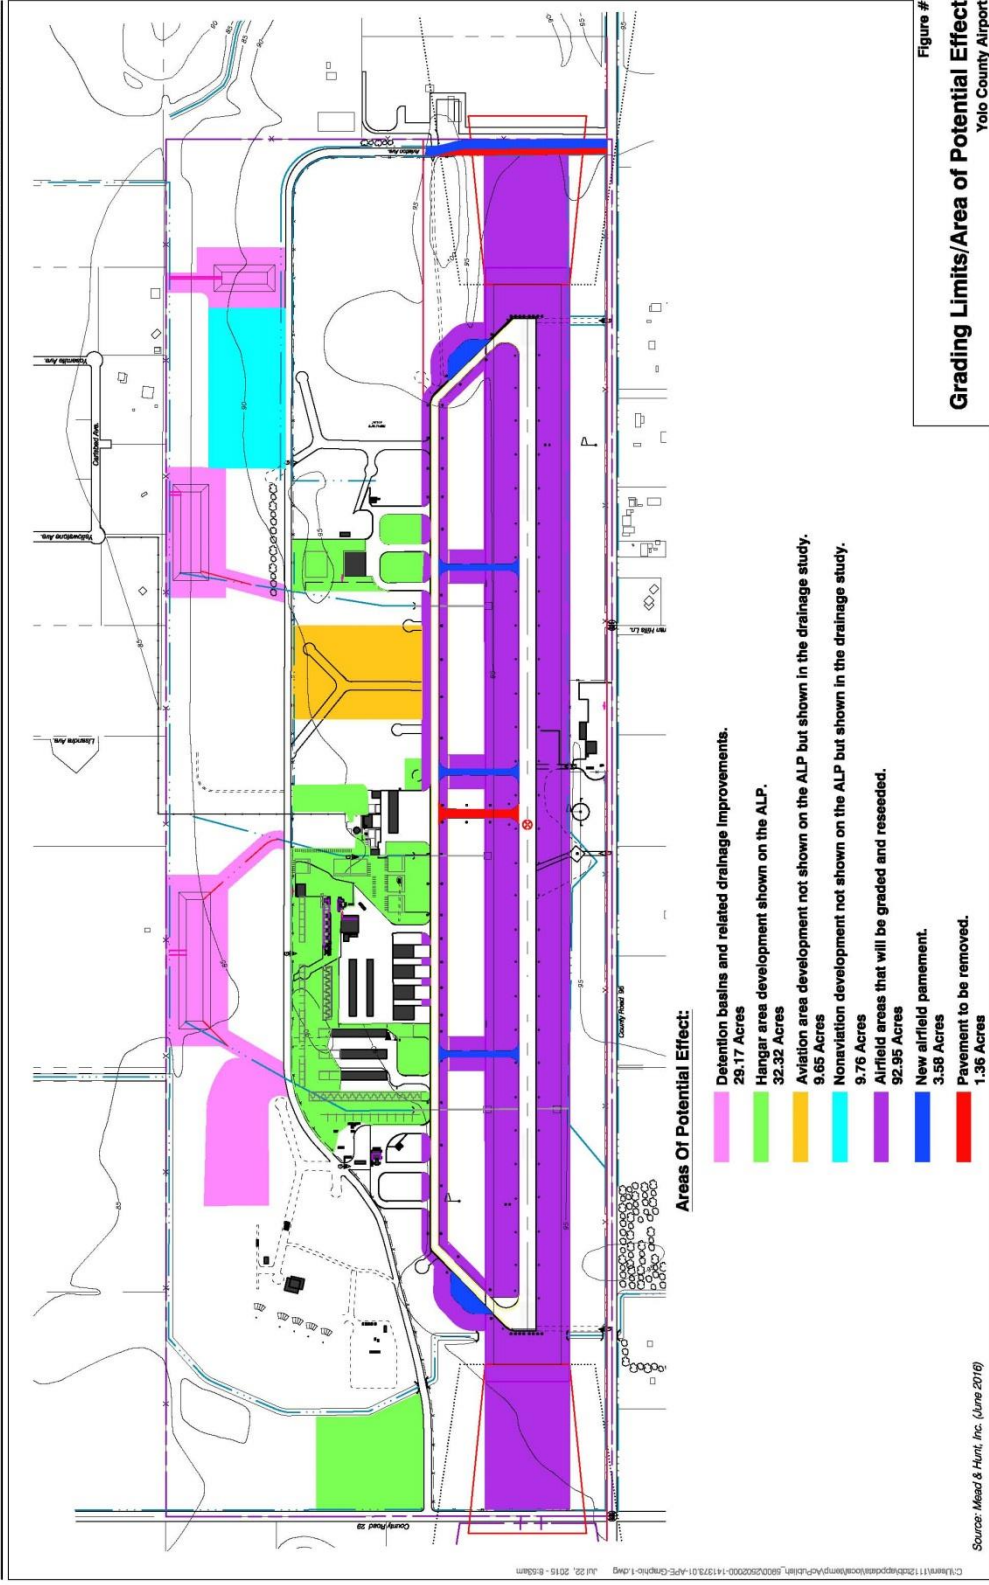 Figure #
Grading Limits/Area of Potential Effect
Yolo County Airport
Yosemite Ave.
Carlsbad Ave.
Yellowstone Ave.
Lisandra Ave.
Aviation Ave.
County Road 29
County Road 95
Areas Of Potential Effect:
Detention basins and related drainage improvements.
29.17 Acres
Hangar area development shown on the ALP.
32.32 Acres
Aviation area development not shown on the ALP but shown in the drainage study.
9.65 Acres
Nonaviation development not shown on the ALP but shown in the drainage study.
9.76 Acres
Airfield areas that will be graded and reseeded.
92.95 Acres
New airfield pamement.
3.58 Acres
Pavement to be removed.
1.36 Acres
Source: Mead & Hunt, Inc. (June 2016)
Jul 22, 2015 - 8:53am